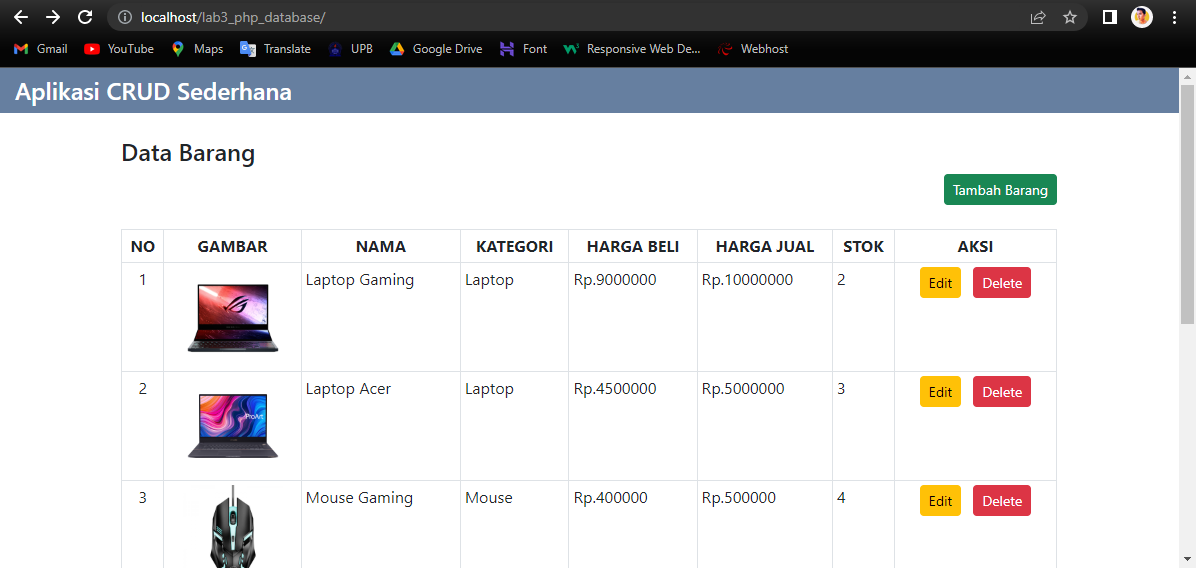 localhost/lab3_php_database/
Gmail YouTube Maps Translate UPB Google Drive Font Responsive Web De... Webhost
Aplikasi CRUD Sederhana
Data Barang
Tambah Barang
NO GAMBAR NAMA KATEGORI HARGA BELI HARGA JUAL STOK AKSI
1 Laptop Gaming Laptop Rp.9000000 Rp.10000000 2 Edit Delete
2 Laptop Acer Laptop Rp.4500000 Rp.5000000 3 Edit Delete
ProArt
3 Mouse Gaming Mouse Rp.400000 Rp.500000 4 Edit Delete